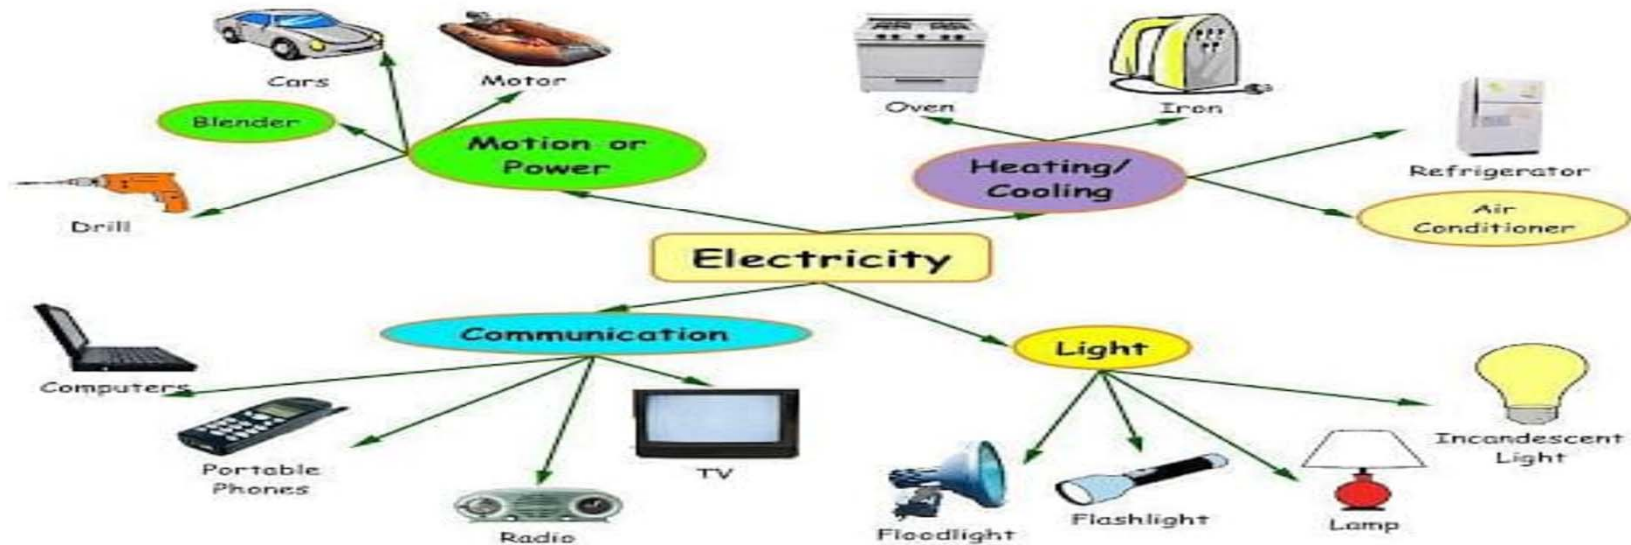 Cars
Motor
Blender
Motion or
Power
Drill
Oven
Iron
Heating/
Cooling
Refrigerator
Air
Conditioner
Electricity
Communication
Computers
Portable
Phones
Radio
TV
Light
Floodlight
Flashlight
Lamp
Incandescent
Light